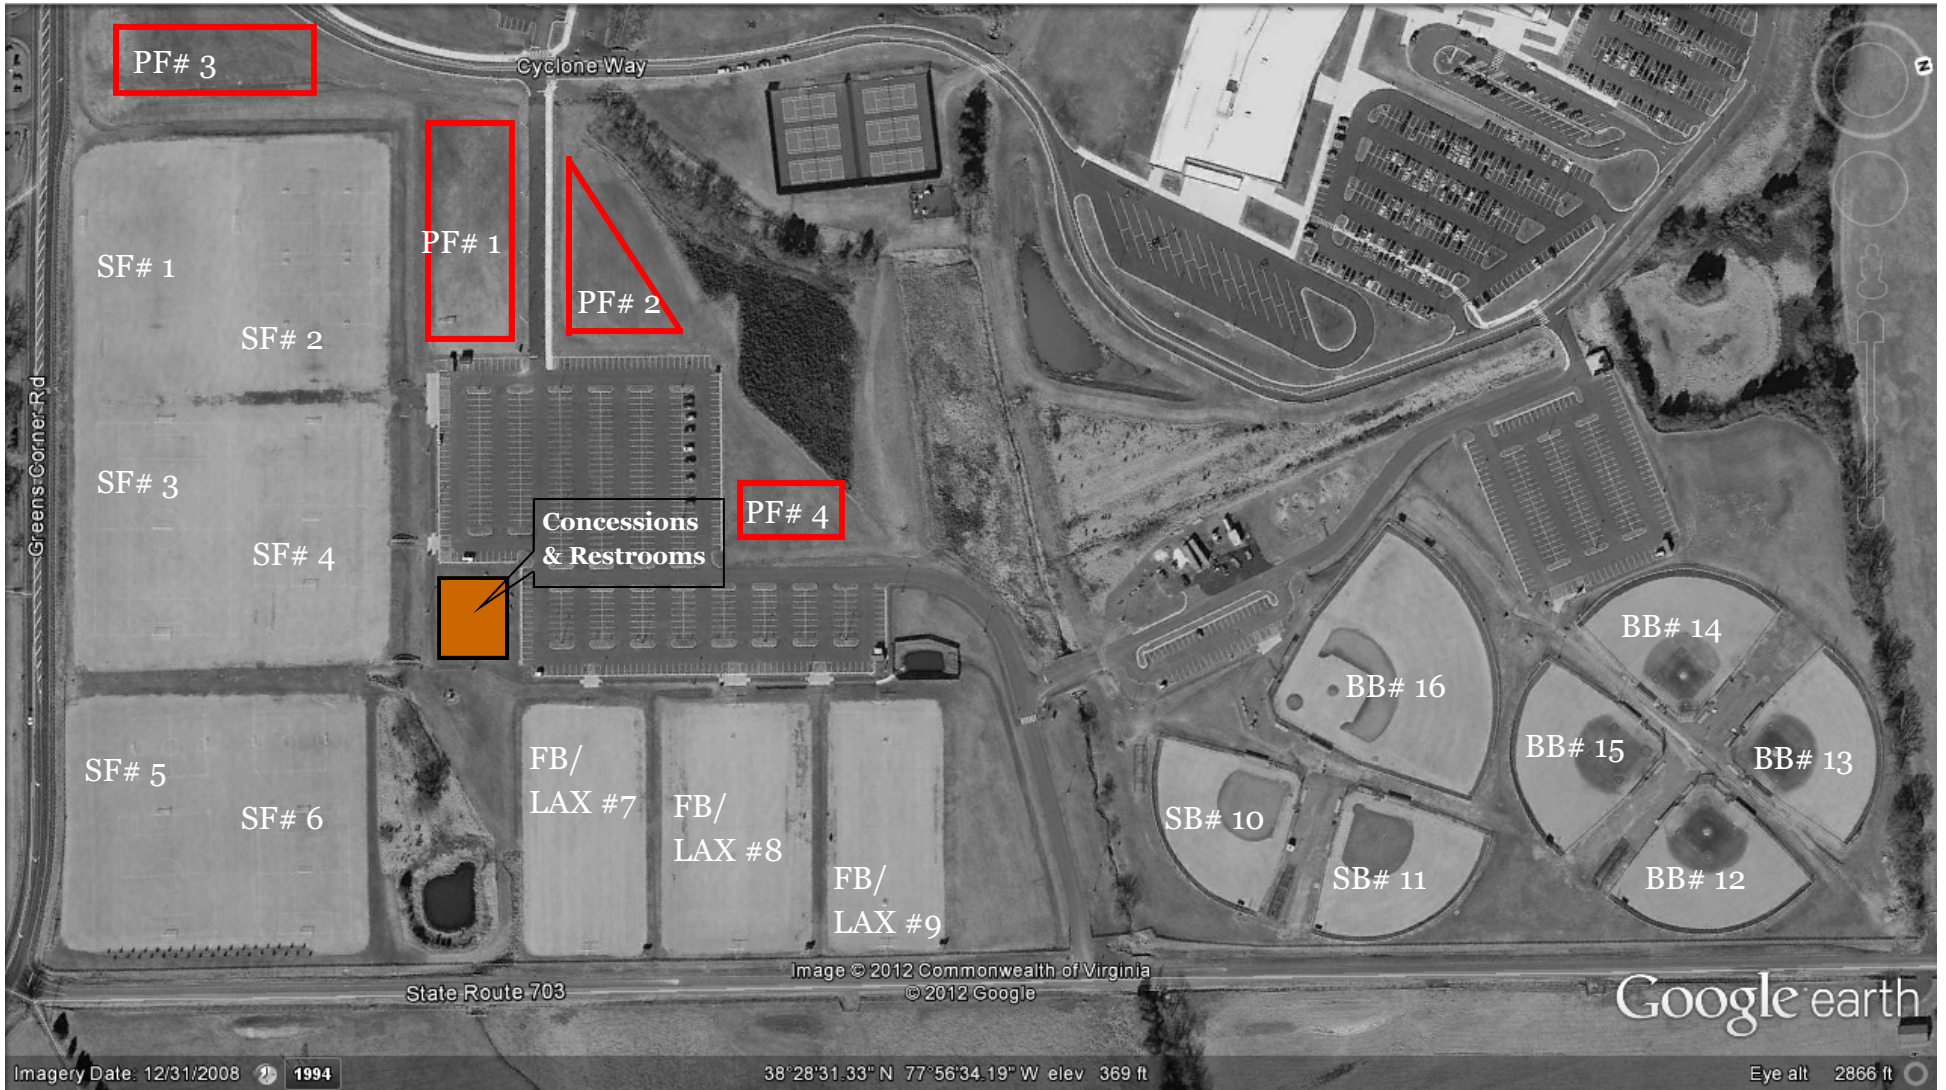 PF# 3
Cyclone Way
N
PF# 1
SF# 1
PF# 2
SF# 2
Greens Corner Rd
SF# 3
PF# 4
Concessions
& Restrooms
SF# 4
BB# 14
BB# 16
BB# 15
BB# 13
FB/
LAX #7
SF# 5
FB/
LAX #8
SF# 6
SB# 10
FB/
LAX #9
SB# 11
BB# 12
Image © 2012 Commonwealth of Virginia
© 2012 Google
State Route 703
Google earth
Imagery Date: 12/31/2008 1994 38°28'31.33" N 77°56'34.19" W elev 369 ft Eye alt 2866 ft